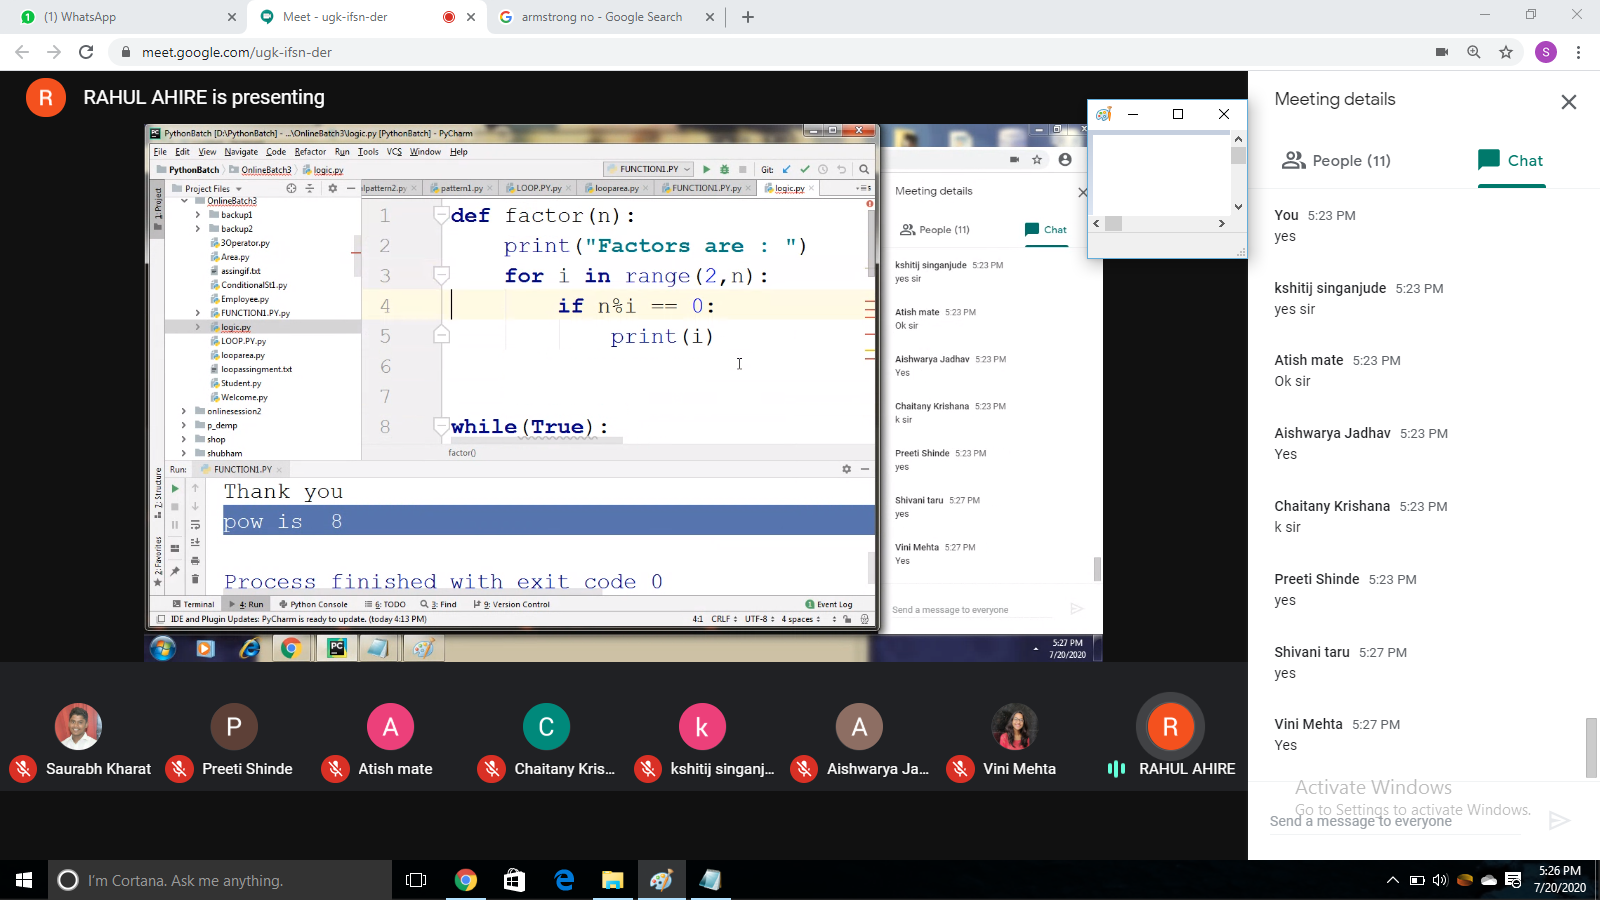 (1) WhatsApp
Meet - ugk-ifsn-der
armstrong no - Google Search
meet.google.com/ugk-ifsn-der
S
R
RAHUL AHIRE is presenting
PythonBatch [D:\PythonBatch] - ...\OnlineBatch3\logic.py [PythonBatch] - PyCharm
File Edit View Navigate Code Refactor Run Tools VCS Window Help
PythonBatch OnlineBatch3 logic.py
FUNCTION1.PY
Git:
Project Files
lpattern2.py pattern1.py LOOP.PY.py looparea.py FUNCTION1.PY.py logic.py
1: Project
OnlineBatch3
backup1
backup2
3Operator.py
Area.py
assingif.txt
ConditionalSt1.py
Employee.py
FUNCTION1.PY.py
logic.py
LOOP.PY.py
looparea.py
loopassingment.txt
Student.py
Welcome.py
onlinesession2
p_demp
shop
shubham
1 def factor(n):
2 print("Factors are : ")
3 for i in range(2,n):
4 if n%i == 0:
5 print(i)
6
7
8 while(True):
factor()
Run: FUNCTION1.PY
Thank you
pow is 8
Process finished with exit code 0
7: Structure
2: Favorites
Terminal 4: Run Python Console 6: TODO 3: Find 9: Version Control
1 Event Log
IDE and Plugin Updates: PyCharm is ready to update. (today 4:13 PM)
4:1 CRLF UTF-8 4 spaces
PC
Meeting details
People (11)
Chat
kshitij singanjude 5:23 PM
yes sir
Atish mate 5:23 PM
Ok sir
Aishwarya Jadhav 5:23 PM
Yes
Chaitany Krishana 5:23 PM
k sir
Preeti Shinde 5:23 PM
yes
Shivani taru 5:27 PM
yes
Vini Mehta 5:27 PM
Yes
Send a message to everyone
5:27 PM
7/20/2020
P
A
C
k
A
R
Saurabh Kharat
Preeti Shinde
Atish mate
Chaitany Kris...
kshitij singanj...
Aishwarya Ja...
Vini Mehta
RAHUL AHIRE
Meeting details
People (11)
Chat
You 5:23 PM
yes
kshitij singanjude 5:23 PM
yes sir
Atish mate 5:23 PM
Ok sir
Aishwarya Jadhav 5:23 PM
Yes
Chaitany Krishana 5:23 PM
k sir
Preeti Shinde 5:23 PM
yes
Shivani taru 5:27 PM
yes
Vini Mehta 5:27 PM
Yes
Activate Windows
Go to Settings to activate Windows.
Send a message to everyone
I'm Cortana. Ask me anything.
5:26 PM
7/20/2020